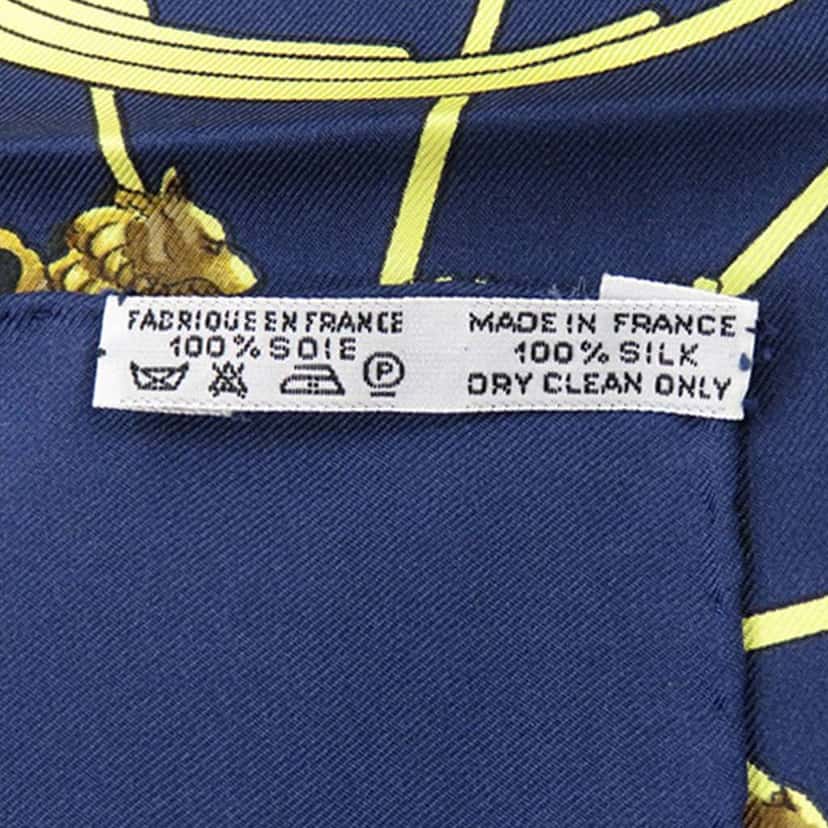 FABRIQUE EN FRANCE
100% SOIE
P
MADE IN FRANCE
100% SILK
DRY CLEAN ONLY